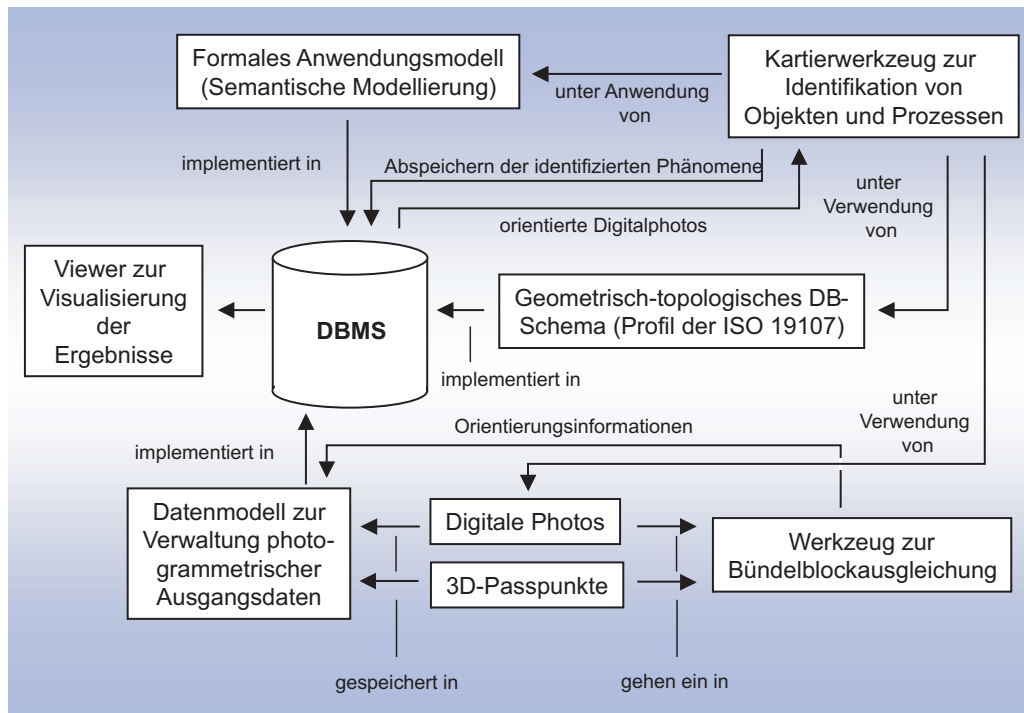 Formales Anwendungsmodell
(Semantische Modellierung)
unter Anwendung
von
Kartierwerkzeug zur
Identifikation von
Objekten und Prozessen
implementiert in
Abspeichern der identifizierten Phänomene
orientierte Digitalphotos
unter
Verwendung
von
Viewer zur
Visualisierung
der
Ergebnisse
DBMS
Geometrisch-topologisches DB-
Schema (Profil der ISO 19107)
implementiert in
unter
Verwendung
von
Orientierungsinformationen
implementiert in
Datenmodell zur
Verwaltung photo-
grammetrischer
Ausgangsdaten
Digitale Photos
3D-Passpunkte
Werkzeug zur
Bündelblockausgleichung
gespeichert in
gehen ein in